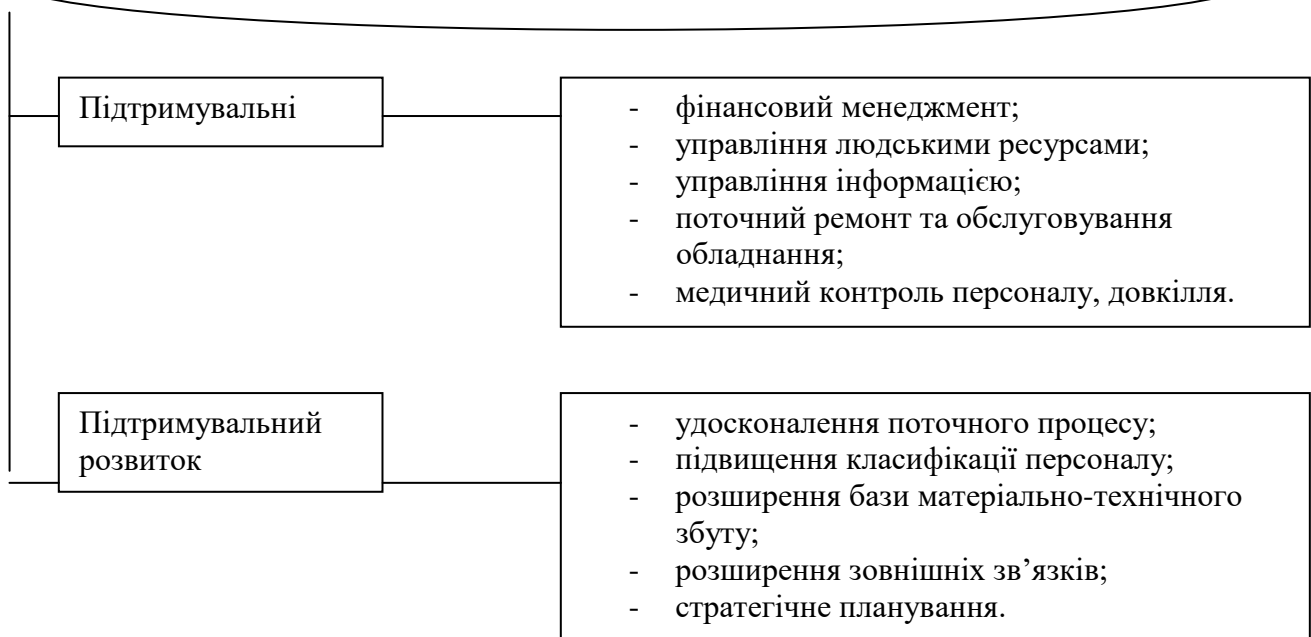 Підтримувальні
- фінансовий менеджмент;
- управління людськими ресурсами;
- управління інформацією;
- поточний ремонт та обслуговування
обладнання;
- медичний контроль персоналу, довкілля.
Підтримувальний
розвиток
- удосконалення поточного процесу;
- підвищення класифікації персоналу;
- розширення бази матеріально-технічного
збуту;
- розширення зовнішніх зв’язків;
- стратегічне планування.